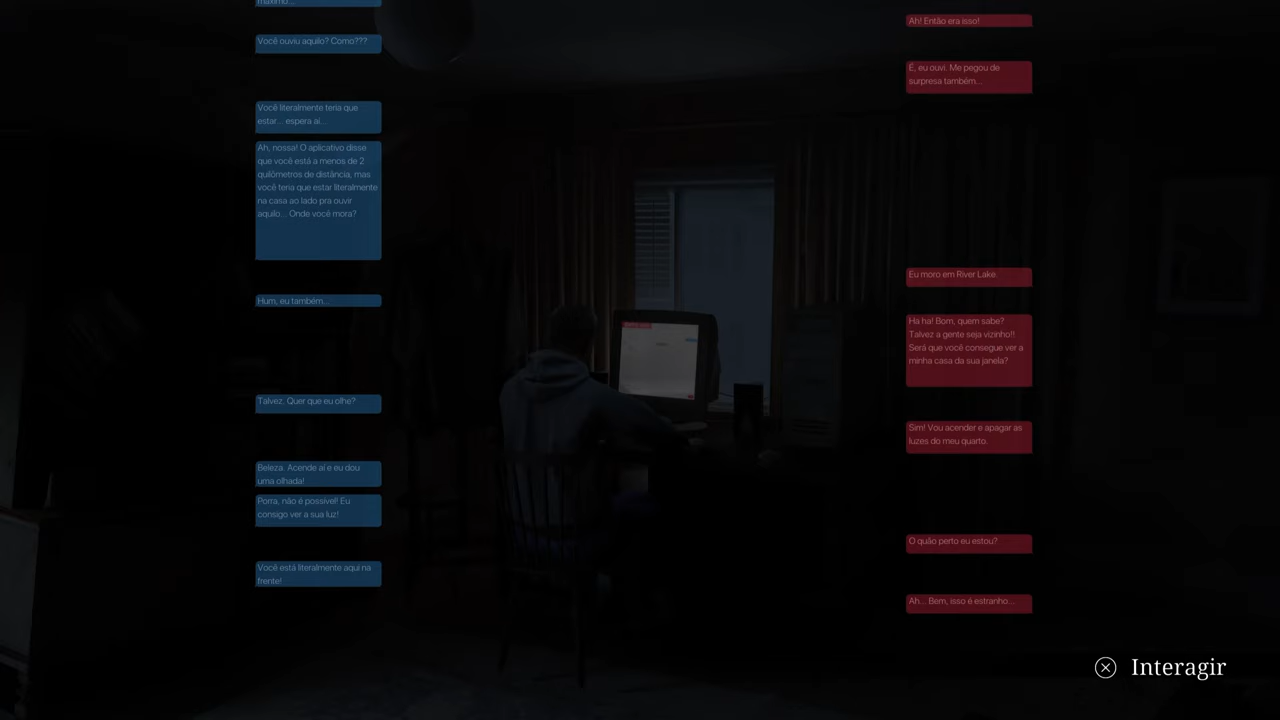 máximo...
Ah! Então era isso!
Você ouviu aquilo? Como???
É, eu ouvi. Me pegou de
surpresa também...
Você literalmente teria que
estar... espera aí...
Ah, nossa! O aplicativo disse
que você está a menos de 2
quilômetros de distância, mas
você teria que estar literalmente
na casa ao lado pra ouvir
aquilo... Onde você mora?
Eu moro em River Lake.
Hum, eu também...
Ha ha! Bom, quem sabe?
Talvez a gente seja vizinho!!
Será que você consegue ver a
minha casa da sua janela?
Talvez. Quer que eu olhe?
Sim! Vou acender e apagar as
luzes do meu quarto.
Beleza. Acende aí e eu dou
uma olhada!
Porra, não é possível! Eu
consigo ver a sua luz!
O quão perto eu estou?
Você está literalmente aqui na
frente!
Ah... Bem, isso é estranho...
Interagir